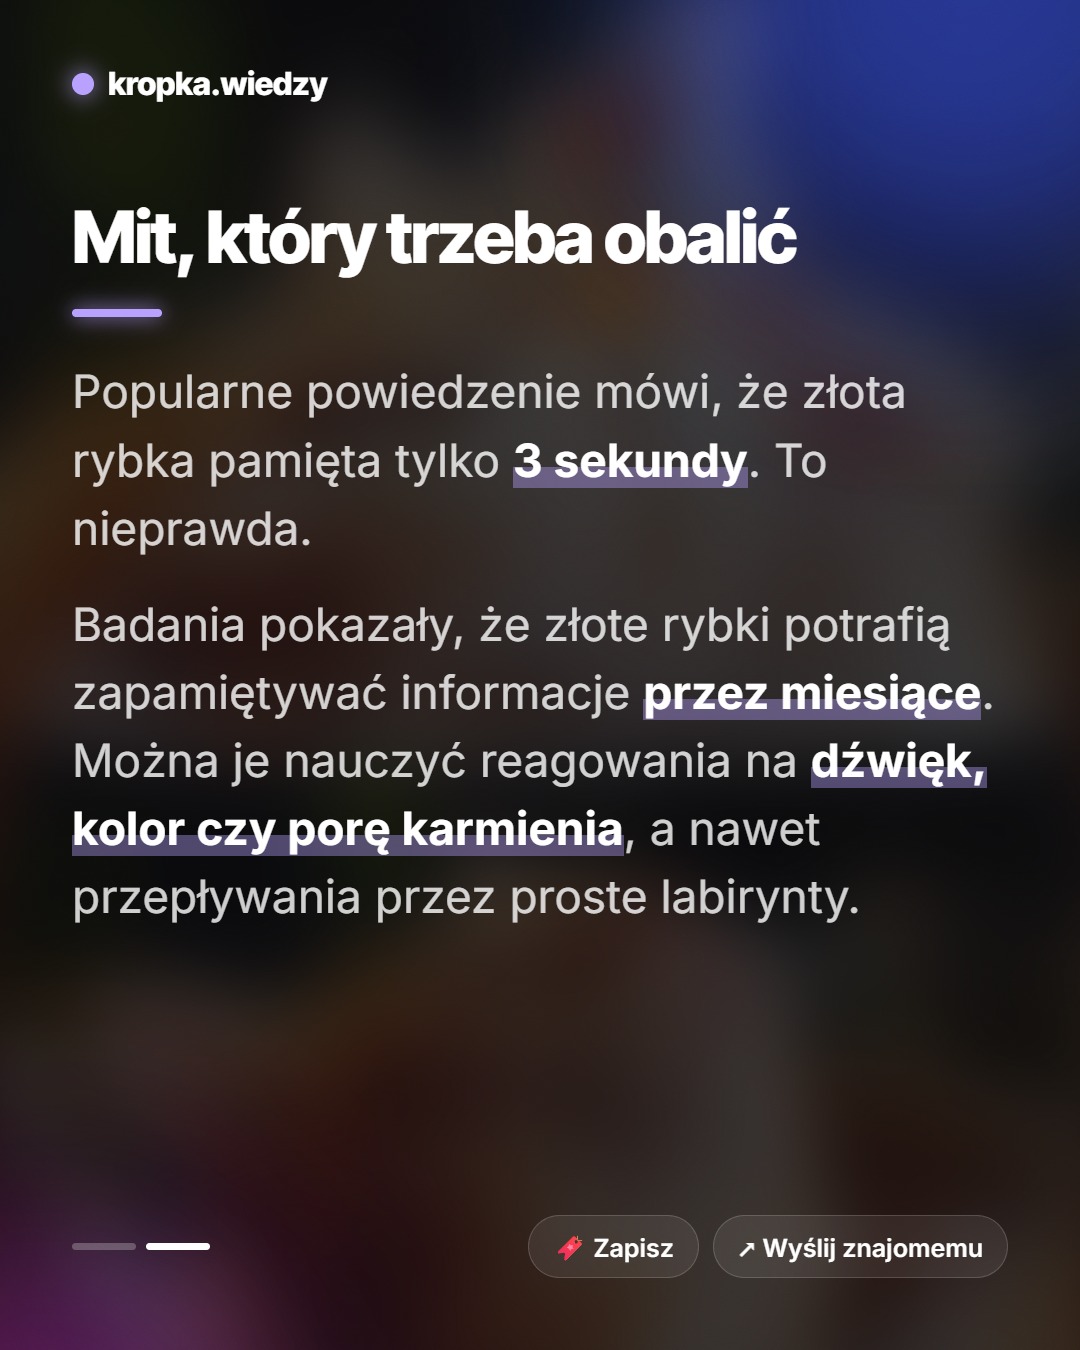 kropka.wiedzy
Mit, który trzeba obalić
Popularne powiedzenie mówi, że złota
rybka pamięta tylko 3 sekundy. To
nieprawda.
Badania pokazały, że złote rybki potrafią
zapamiętywać informacje przez miesiące.
Można je nauczyć reagowania na dźwięk,
kolor czy porę karmienia, a nawet
przepływania przez proste labirynty.
Zapisz
↗ Wyślij znajomemu